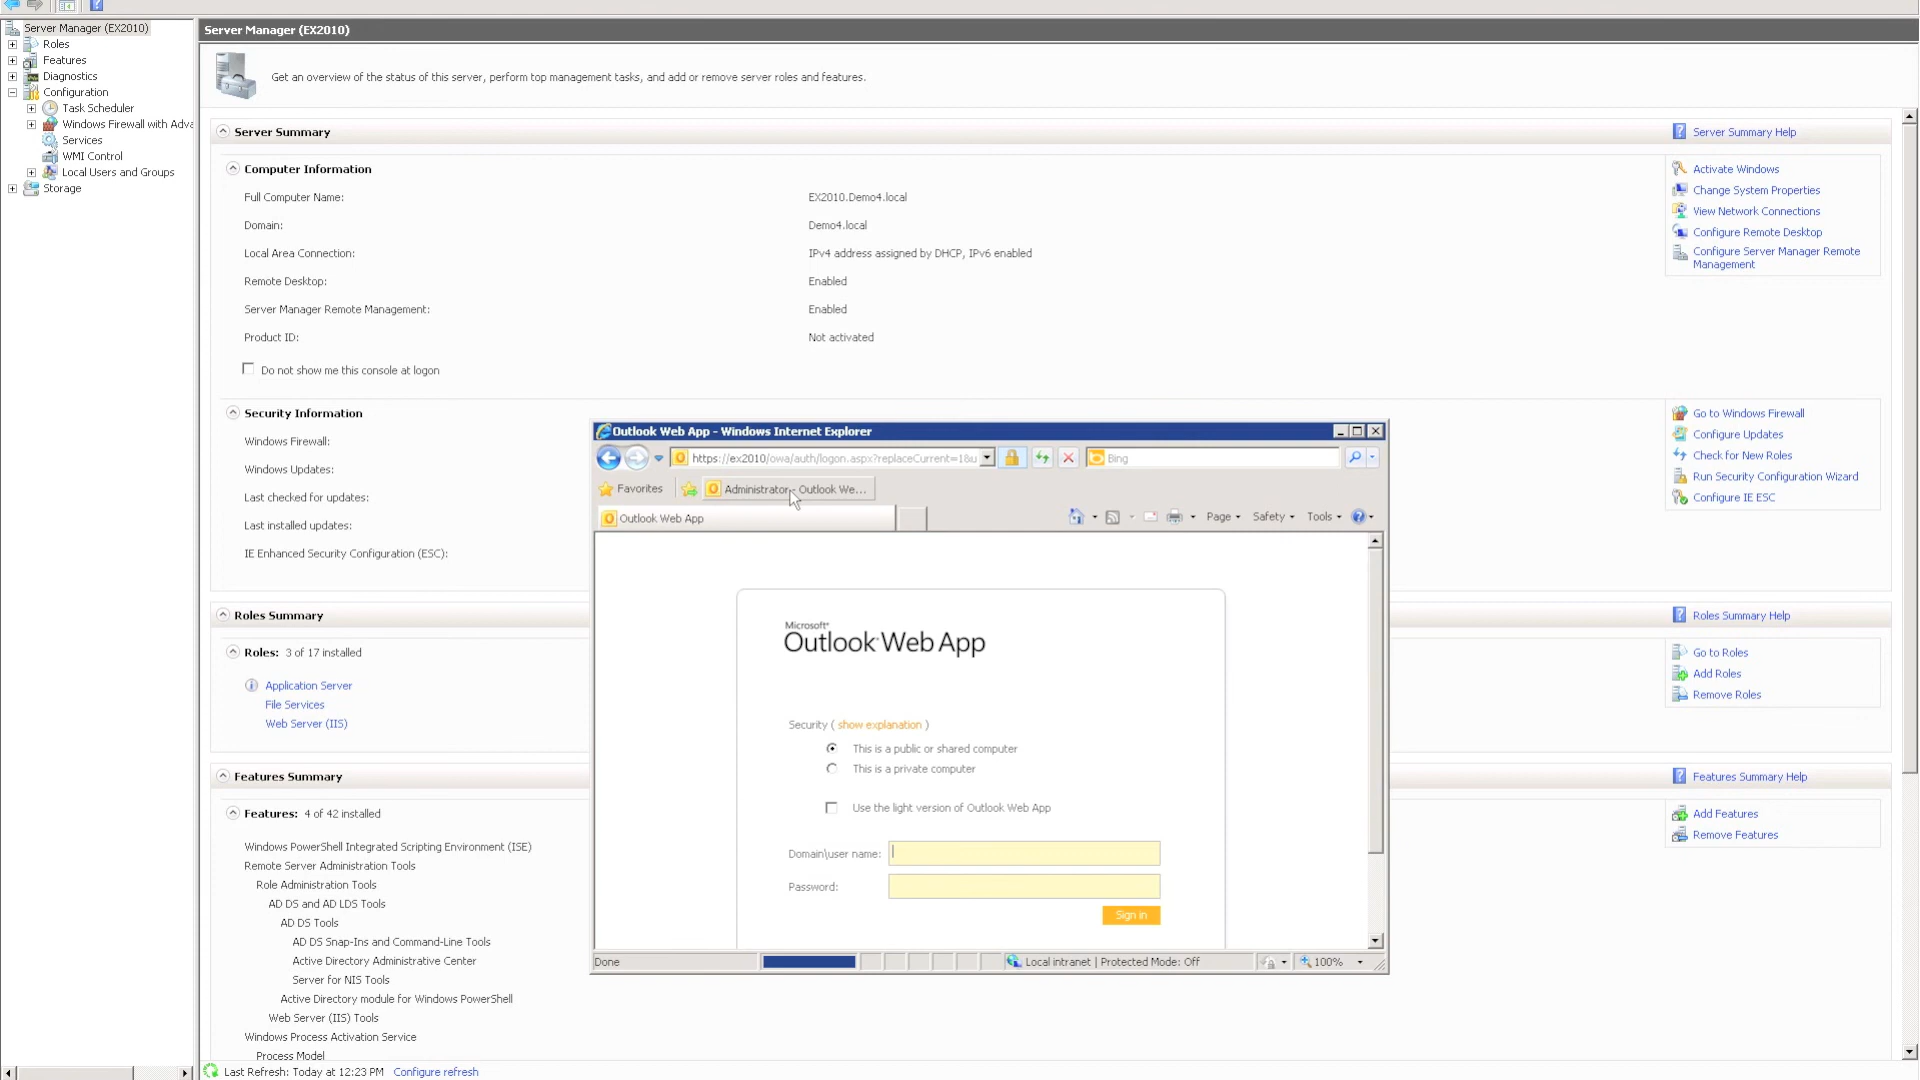 Server Manager (EX2010)
Roles
Features
Diagnostics
Configuration
Task Scheduler
Windows Firewall with Adva
Services
WMI Control
Local Users and Groups
Storage
Server Manager (EX2010)
Get an overview of the status of this server, perform top management tasks, and add or remove server roles and features.
Server Summary
Server Summary Help
Computer Information
Full Computer Name: EX2010.Demo4.local
Domain: Demo4.local
Local Area Connection: IPv4 address assigned by DHCP, IPv6 enabled
Remote Desktop: Enabled
Server Manager Remote Management: Enabled
Product ID: Not activated
Do not show me this console at logon
Activate Windows
Change System Properties
View Network Connections
Configure Remote Desktop
Configure Server Manager Remote
Management
Security Information
Windows Firewall:
Windows Updates:
Last checked for updates:
Last installed updates:
IE Enhanced Security Configuration (ESC):
Go to Windows Firewall
Configure Updates
Check for New Roles
Run Security Configuration Wizard
Configure IE ESC
Roles Summary
Roles Summary Help
Roles: 3 of 17 installed
Application Server
File Services
Web Server (IIS)
Go to Roles
Add Roles
Remove Roles
Features Summary
Features Summary Help
Features: 4 of 42 installed
Windows PowerShell Integrated Scripting Environment (ISE)
Remote Server Administration Tools
Role Administration Tools
AD DS and AD LDS Tools
AD DS Tools
AD DS Snap-Ins and Command-Line Tools
Active Directory Administrative Center
Server for NIS Tools
Active Directory module for Windows PowerShell
Web Server (IIS) Tools
Windows Process Activation Service
Process Model
Add Features
Remove Features
Last Refresh: Today at 12:23 PM Configure refresh
Outlook Web App - Windows Internet Explorer
https://ex2010/owa/auth/logon.aspx?replaceCurrent=1&u
Bing
Favorites
Administrator - Outlook We...
Outlook Web App
Page
Safety
Tools
Microsoft®
Outlook Web App
Security ( show explanation )
This is a public or shared computer
This is a private computer
Use the light version of Outlook Web App
Domain\user name:
Password:
Sign in
Done
Local intranet | Protected Mode: Off
100%